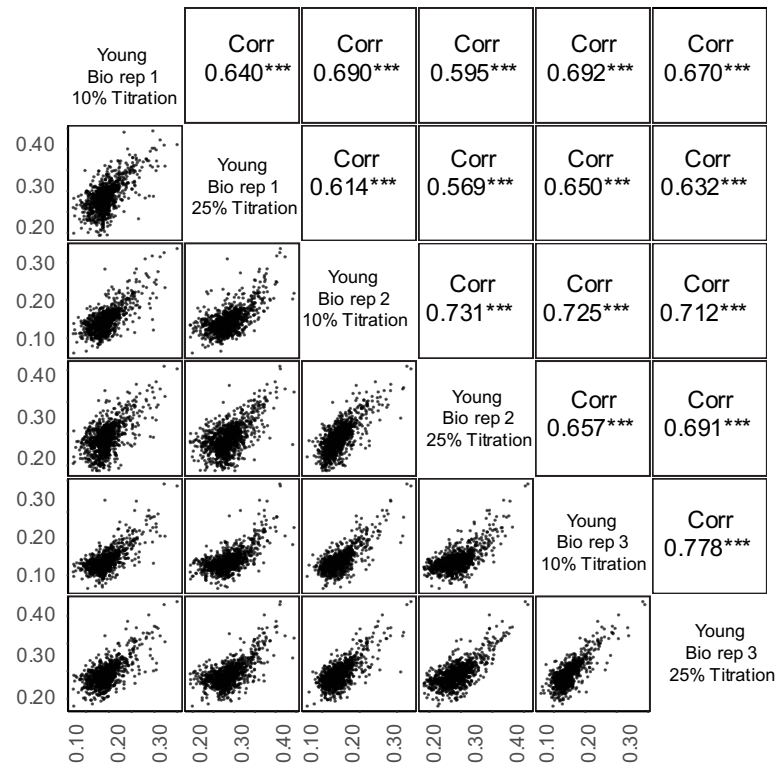 Young
Bio rep 1
10% Titration
Corr
0.640***
Corr
0.690***
Corr
0.595***
Corr
0.692***
Corr
0.670***
0.40
0.30
0.20
Young
Bio rep 1
25% Titration
Corr
0.614***
Corr
0.569***
Corr
0.650***
Corr
0.632***
0.30
0.20
0.10
Young
Bio rep 2
10% Titration
Corr
0.731***
Corr
0.725***
Corr
0.712***
0.40
0.30
0.20
Young
Bio rep 2
25% Titration
Corr
0.657***
Corr
0.691***
0.30
0.20
0.10
Young
Bio rep 3
10% Titration
Corr
0.778***
0.40
0.30
0.20
Young
Bio rep 3
25% Titration
0.10
0.20
0.30
0.20
0.30
0.40
0.10
0.20
0.30
0.20
0.30
0.40
0.10
0.20
0.30